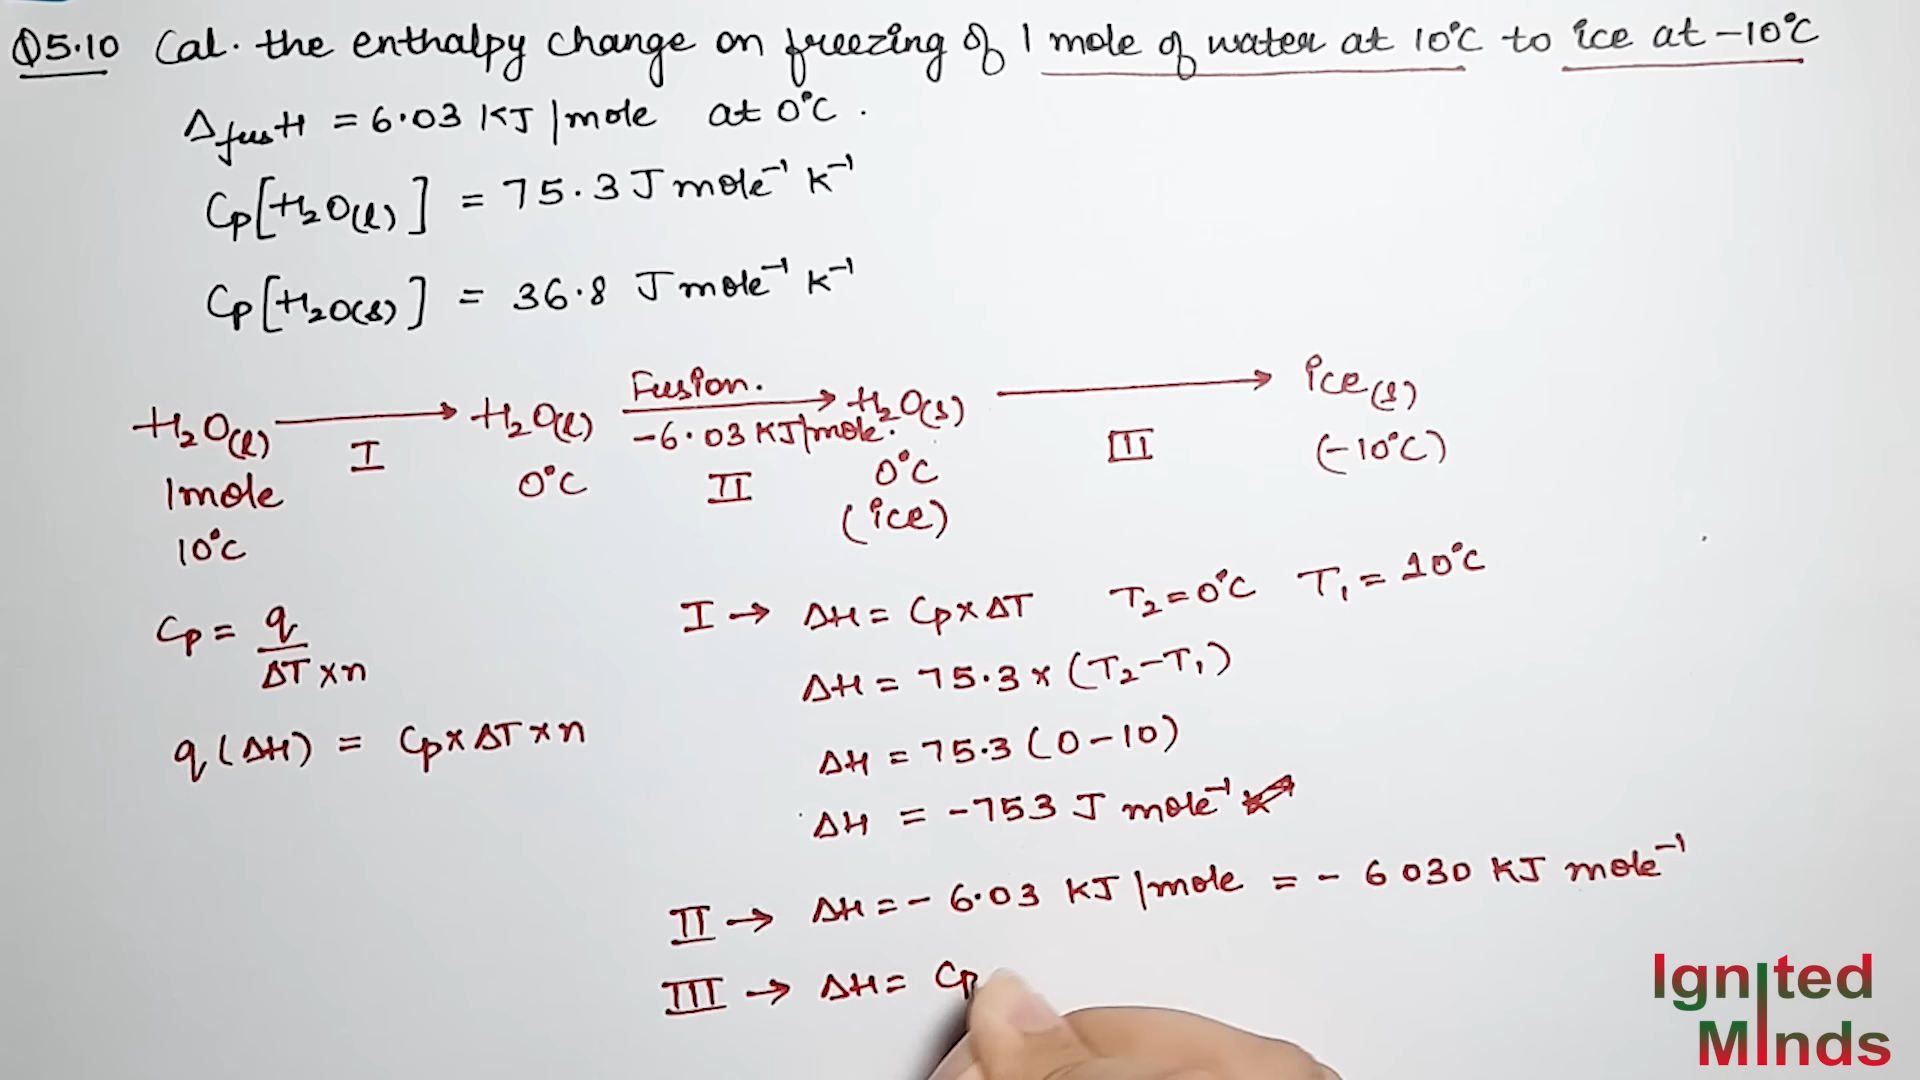 Q5.10 Cal. the enthalpy change on freezing of 1 mole of water at 10°C to ice at -10°C
ΔfusH = 6.03 KJ/mole at 0°C.
Cp[H₂O(l)] = 75.3 J mole⁻¹ K⁻¹
Cp[H₂O(s)] = 36.8 J mole⁻¹ K⁻¹
H₂O(l) ⟶ H₂O(l) Fusion. ⟶ H₂O(s) ⟶ ice(s)
I -6.03 KJ/mole. III (-10°C)
1mole 0°C II 0°C
10°C (ice)
Cp = q / ΔT×n
q(ΔH) = Cp×ΔT×n
I → ΔH = Cp×ΔT T₂=0°C T₁=10°C
ΔH = 75.3×(T₂-T₁)
ΔH = 75.3(0-10)
ΔH = -753 J mole⁻¹
II → ΔH = -6.03 KJ/mole = -6030 KJ mole⁻¹
III → ΔH = Cp
Ignited
Minds